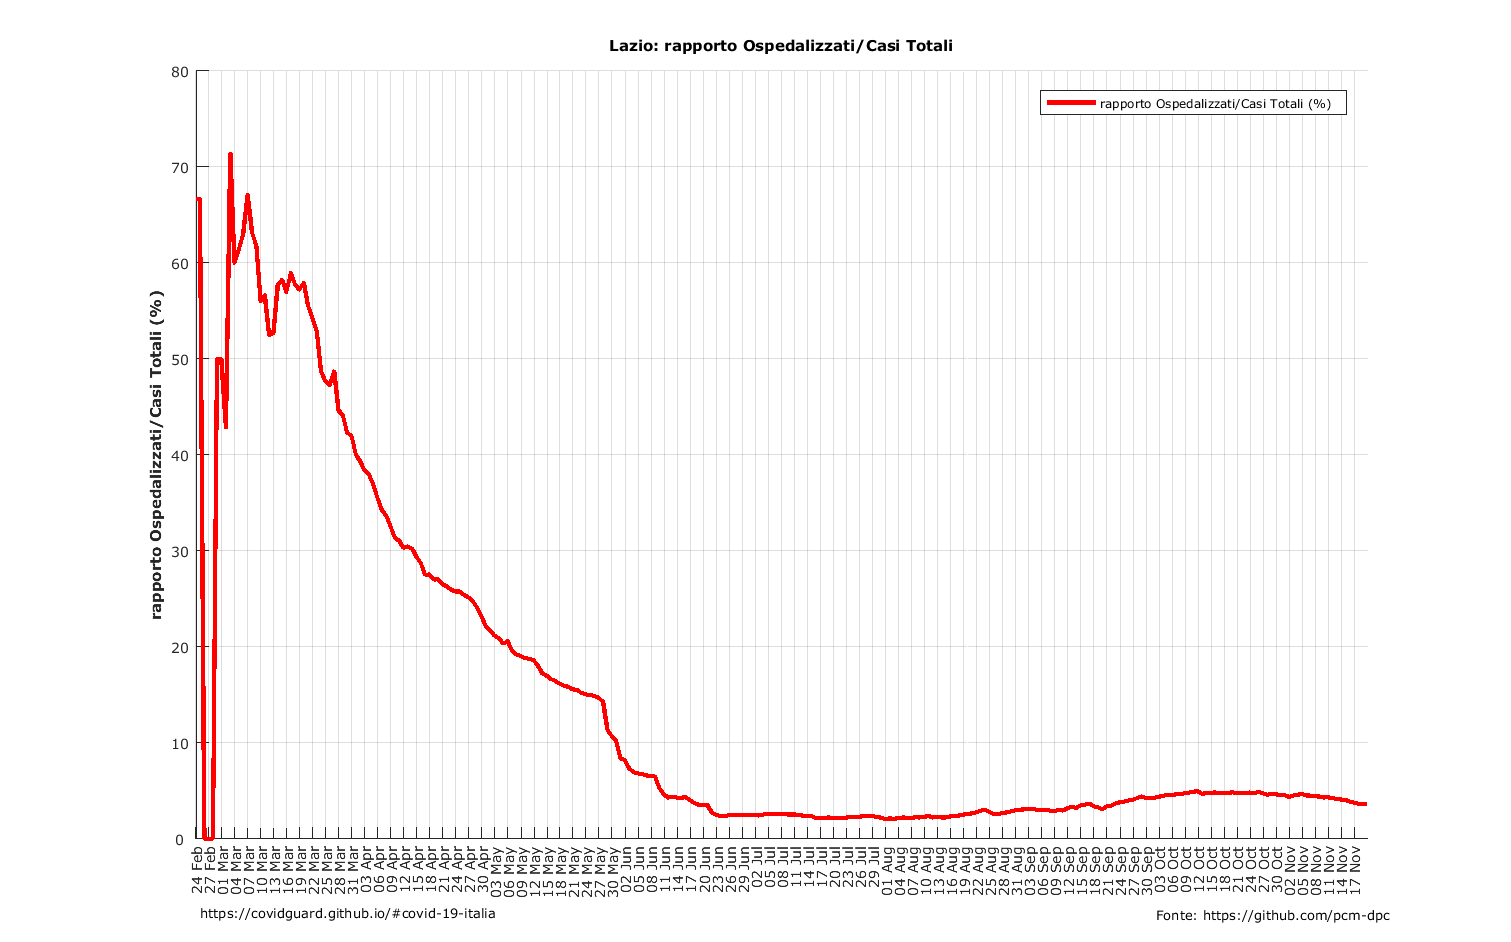 Lazio: rapporto Ospedalizzati/Casi Totali
80
70
60
50
40
30
20
10
0
rapporto Ospedalizzati/Casi Totali (%)
rapporto Ospedalizzati/Casi Totali (%)
24 Feb
27 Feb
01 Mar
04 Mar
07 Mar
10 Mar
13 Mar
16 Mar
19 Mar
22 Mar
25 Mar
28 Mar
31 Mar
03 Apr
06 Apr
09 Apr
12 Apr
15 Apr
18 Apr
21 Apr
24 Apr
27 Apr
30 Apr
03 May
06 May
09 May
12 May
15 May
18 May
21 May
24 May
27 May
30 May
02 Jun
05 Jun
08 Jun
11 Jun
14 Jun
17 Jun
20 Jun
23 Jun
26 Jun
29 Jun
02 Jul
05 Jul
08 Jul
11 Jul
14 Jul
17 Jul
20 Jul
23 Jul
26 Jul
29 Jul
01 Aug
04 Aug
07 Aug
10 Aug
13 Aug
16 Aug
19 Aug
22 Aug
25 Aug
28 Aug
31 Aug
03 Sep
06 Sep
09 Sep
12 Sep
15 Sep
18 Sep
21 Sep
24 Sep
27 Sep
30 Sep
03 Oct
06 Oct
09 Oct
12 Oct
15 Oct
18 Oct
21 Oct
24 Oct
27 Oct
30 Oct
02 Nov
05 Nov
08 Nov
11 Nov
14 Nov
17 Nov
https://covidguard.github.io/#covid-19-italia
Fonte: https://github.com/pcm-dpc